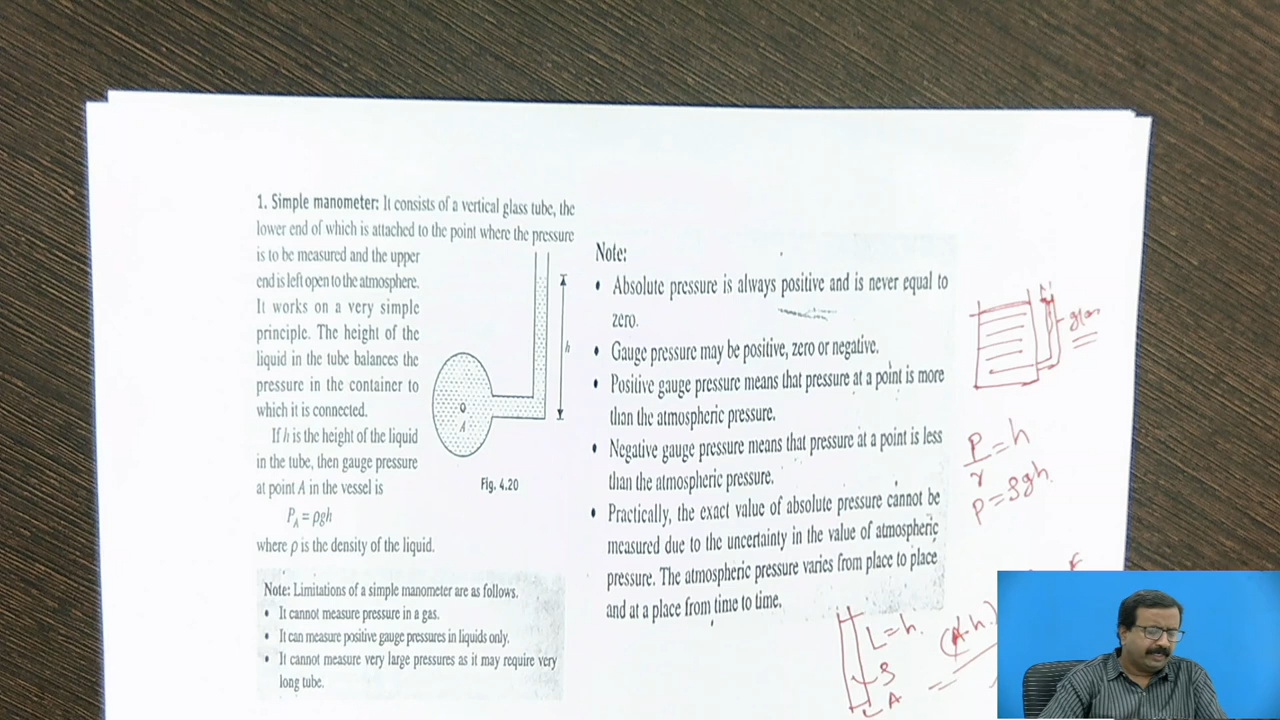 1. Simple manometer: It consists of a vertical glass tube, the
lower end of which is attached to the point where the pressure
is to be measured and the upper
end is left open to the atmosphere.
It works on a very simple
principle. The height of the
liquid in the tube balances the
pressure in the container to
which it is connected.
If h is the height of the liquid
in the tube, then gauge pressure
at point A in the vessel is
P_A = ρgh
where ρ is the density of the liquid.
h
A
Fig. 4.20
Note: Limitations of a simple manometer are as follows.
• It cannot measure pressure in a gas.
• It can measure positive gauge pressures in liquids only.
• It cannot measure very large pressures as it may require very
long tube.
Note:
• Absolute pressure is always positive and is never equal to
zero.
• Gauge pressure may be positive, zero or negative.
• Positive gauge pressure means that pressure at a point is more
than the atmospheric pressure.
• Negative gauge pressure means that pressure at a point is less
than the atmospheric pressure.
• Practically, the exact value of absolute pressure cannot be
measured due to the uncertainty in the value of atmospheric
pressure. The atmospheric pressure varies from place to place
and at a place from time to time.
P/γ = h
P = ρgh
L = h
(A·h)
ρ
A